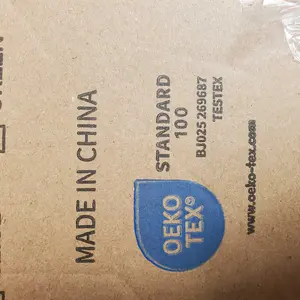 MADE IN CHINA
OEKO
TEX®
STANDARD
100
BJ025 269687
TESTEX
www.oeko-tex.com